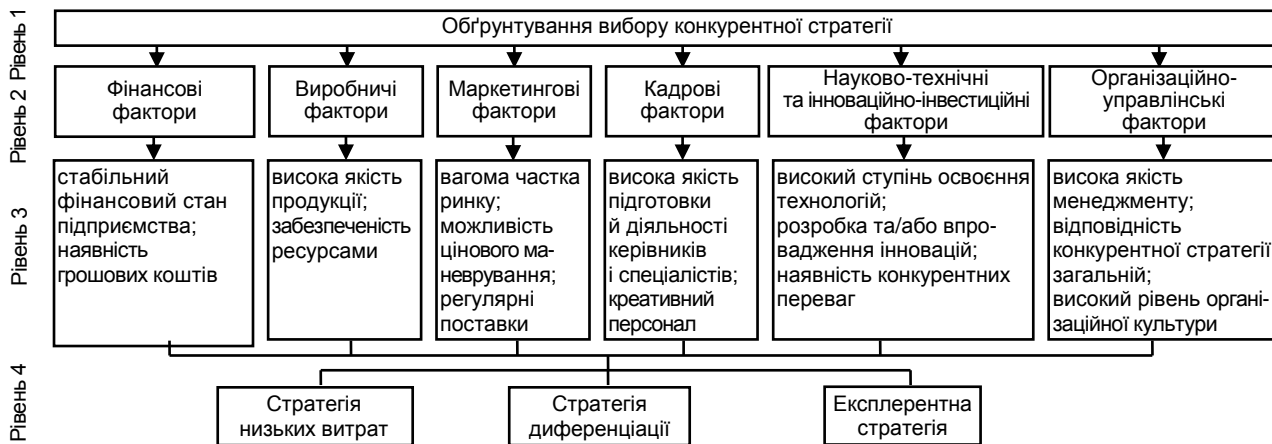 Рівень 1
Обґрунтування вибору конкурентної стратегії
Рівень 2
Фінансові
фактори
Виробничі
фактори
Маркетингові
фактори
Кадрові
фактори
Науково-технічні
та інноваційно-інвестиційні
фактори
Організаційно-
управлінські
фактори
Рівень 3
стабільний
фінансовий стан
підприємства;
наявність
грошових коштів
висока якість
продукції;
забезпеченість
ресурсами
вагома частка
ринку;
можливість
цінового ма-
неврування;
регулярні
поставки
висока якість
підготовки
й діяльності
керівників
і спеціалістів;
креативний
персонал
високий ступінь освоєння
технологій;
розробка та/або впро-
вадження інновацій;
наявність конкурентних
переваг
висока якість
менеджменту;
відповідність
конкурентної стратегії
загальній;
високий рівень органі-
заційної культури
Рівень 4
Стратегія
низьких витрат
Стратегія
диференціації
Експлерентна
стратегія